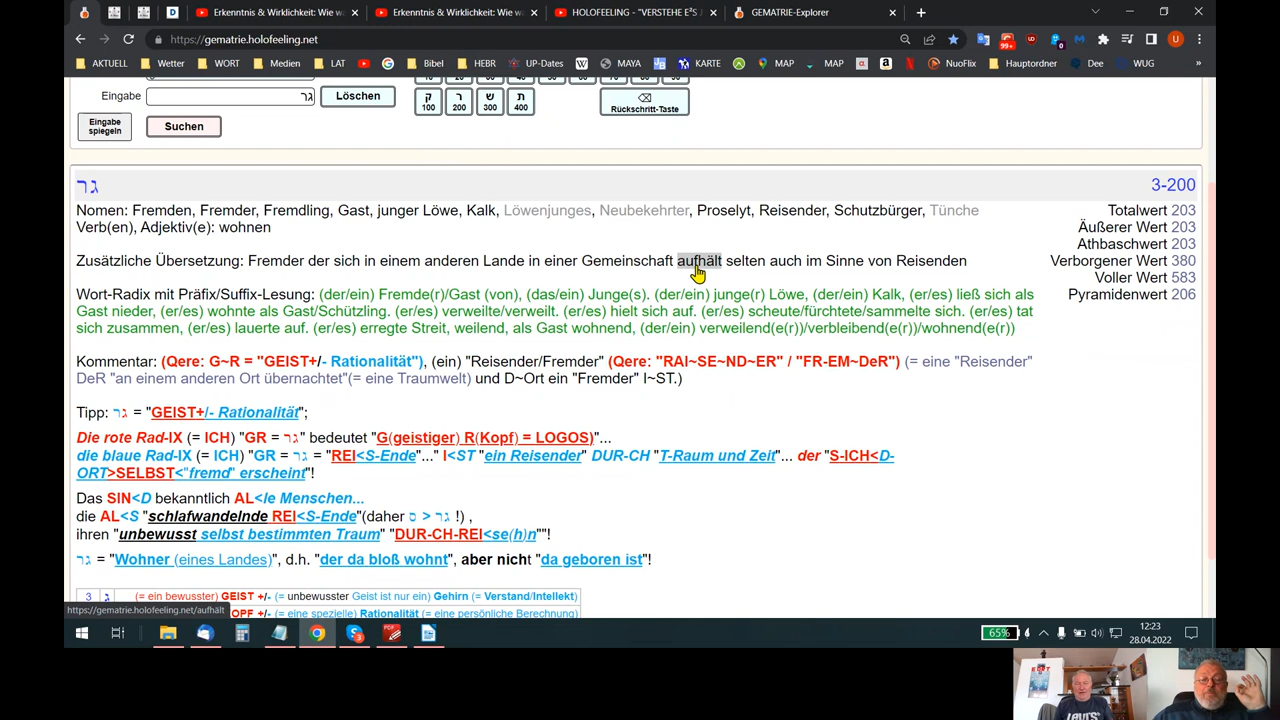 Erkenntnis & Wirklichkeit: Wie w
Erkenntnis & Wirklichkeit: Wie w
HOLOFEELING - "VERSTEHE E²S
GEMATRIE-Explorer
https://gematrie.holofeeling.net
99+
AKTUELL Wetter WORT Medien LAT Bibel HEBR UP-Dates MAYA KARTE MAP MAP NuoFlix Hauptordner Dee WUG »
Eingabe גר Löschen ק ר ש ת
100 200 300 400 Rückschritt-Taste
Eingabe spiegeln Suchen
גר 3-200
Nomen: Fremden, Fremder, Fremdling, Gast, junger Löwe, Kalk, Löwenjunges, Neubekehrter, Proselyt, Reisender, Schutzbürger, Tünche
Verb(en), Adjektiv(e): wohnen
Totalwert 203
Äußerer Wert 203
Athbaschwert 203
Verborgener Wert 380
Voller Wert 583
Pyramidenwert 206
Zusätzliche Übersetzung: Fremder der sich in einem anderen Lande in einer Gemeinschaft aufhält selten auch im Sinne von Reisenden
Wort-Radix mit Präfix/Suffix-Lesung: (der/ein) Fremde(r)/Gast (von), (das/ein) Junge(s). (der/ein) junge(r) Löwe, (der/ein) Kalk, (er/es) ließ sich als
Gast nieder, (er/es) wohnte als Gast/Schützling. (er/es) verweilte/verweilt. (er/es) hielt sich auf. (er/es) scheute/fürchtete/sammelte sich. (er/es) tat
sich zusammen, (er/es) lauerte auf. (er/es) erregte Streit, weilend, als Gast wohnend, (der/ein) verweilend(e(r))/verbleibend(e(r))/wohnend(e(r))
Kommentar: (Qere: G~R = "GEIST+/- Rationalität"), (ein) "Reisender/Fremder" (Qere: "RAI~SE~ND~ER" / "FR-EM~DeR") (= eine "Reisender"
DeR "an einem anderen Ort übernachtet"(= eine Traumwelt) und D~Ort ein "Fremder" I~ST.)
Tipp: גר = "GEIST+/- Rationalität";
Die rote Rad-IX (= ICH) "GR = גר" bedeutet "G(geistiger) R(Kopf) = LOGOS)"...
die blaue Rad-IX (= ICH) "GR = גר = "REI<S-Ende"..." I<ST "ein Reisender" DUR-CH "T-Raum und Zeit"... der "S-ICH<D-
ORT>SELBST<"fremd" erscheint"!
Das SIN<D bekanntlich AL<le Menschen...
die AL<S "schlafwandelnde REI<S-Ende"(daher ס > גר !) ,
ihren "unbewusst selbst bestimmten Traum" "DUR-CH-REI<se(h)n""!
גר = "Wohner (eines Landes)", d.h. "der da bloß wohnt", aber nicht "da geboren ist"!
3 ג (= ein bewusster) GEIST +/- (= unbewusster Geist ist nur ein) Gehirn (= Verstand/Intellekt)
OPF +/- (= eine spezielle) Rationalität (= eine persönliche Berechnung)
https://gematrie.holofeeling.net/aufhält
65% 12:23
28.04.2022